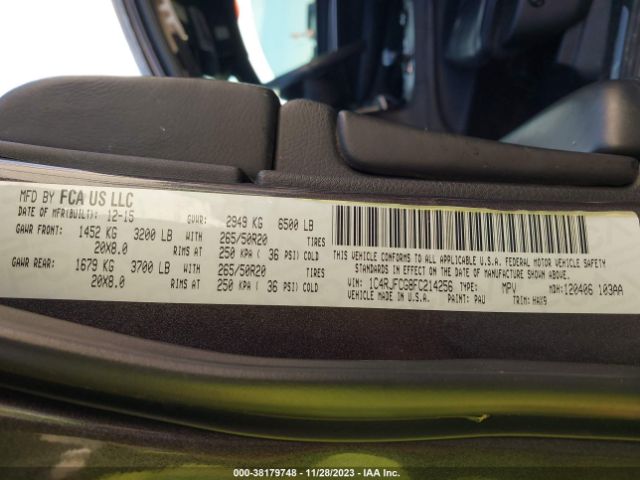 MFD BY FCA US LLC
DATE OF MFR(BUILT): 12-15 GVWR: 2949 KG 6500 LB
GAWR FRONT: 1452 KG 3200 LB WITH 265/50R20 TIRES
20X8.0 RIMS AT 250 KPA ( 36 PSI) COLD
GAWR REAR: 1679 KG 3700 LB WITH 265/50R20 TIRES
20X8.0 RIMS AT 250 KPA ( 36 PSI) COLD
THIS VEHICLE CONFORMS TO ALL APPLICABLE U.S.A. FEDERAL MOTOR VEHICLE SAFETY
STANDARDS IN EFFECT ON THE DATE OF MANUFACTURE SHOWN ABOVE.
VIN: 1C4RJFCG8FC214256 TYPE: MPV MDH: 120406 103AA
VEHICLE MADE IN U.S.A. PAINT: PAU TRIM: HAX9
000-38179748 - 11/28/2023 - IAA Inc.